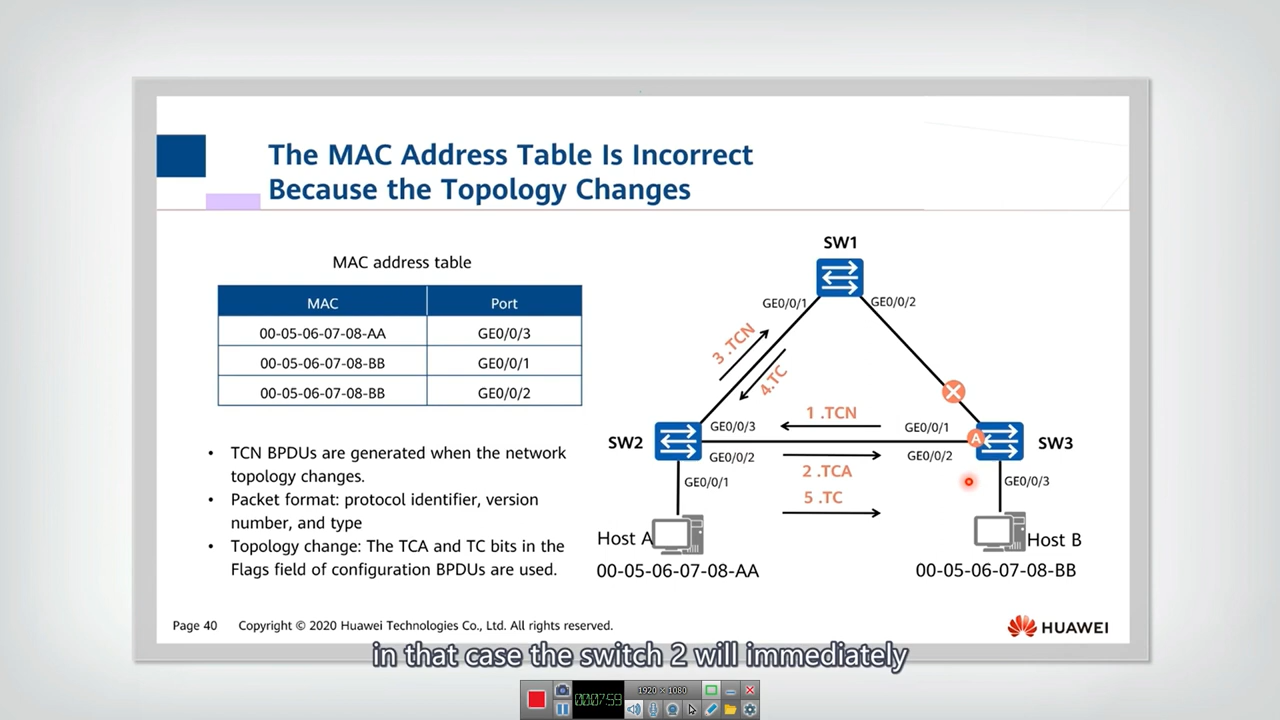 The MAC Address Table Is Incorrect
Because the Topology Changes
MAC address table
MAC Port
00-05-06-07-08-AA GE0/0/3
00-05-06-07-08-BB GE0/0/1
00-05-06-07-08-BB GE0/0/2
• TCN BPDUs are generated when the network
topology changes.
• Packet format: protocol identifier, version
number, and type
• Topology change: The TCA and TC bits in the
Flags field of configuration BPDUs are used.
SW1
GE0/0/1 GE0/0/2
3 .TCN
4.TC
1 .TCN
GE0/0/3 GE0/0/1
SW2 A SW3
GE0/0/2 GE0/0/2
2 .TCA
GE0/0/1 GE0/0/3
5 .TC
Host A Host B
00-05-06-07-08-AA 00-05-06-07-08-BB
Page 40 Copyright © 2020 Huawei Technologies Co., Ltd. All rights reserved.
HUAWEI
in that case the switch 2 will immediately
00:07:59 1920 × 1080